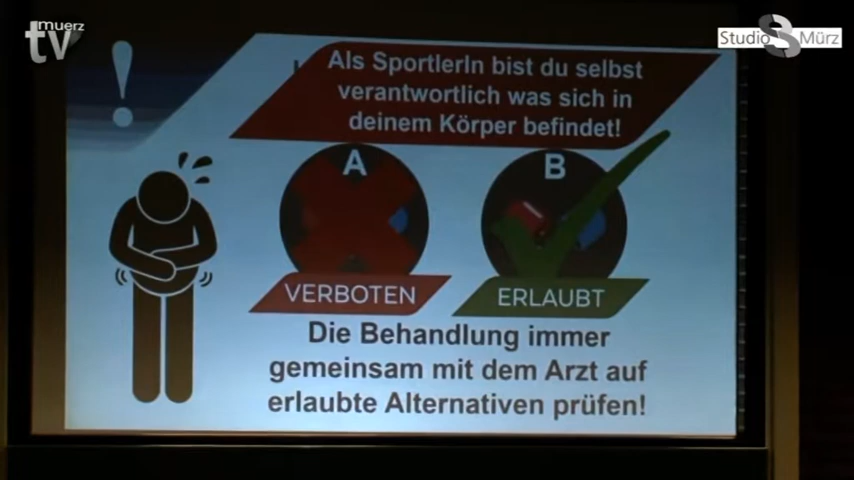 muerz
tv
Studio S Mürz
!
Als SportlerIn bist du selbst
verantwortlich was sich in
deinem Körper befindet!
A
B
VERBOTEN
ERLAUBT
Die Behandlung immer
gemeinsam mit dem Arzt auf
erlaubte Alternativen prüfen!